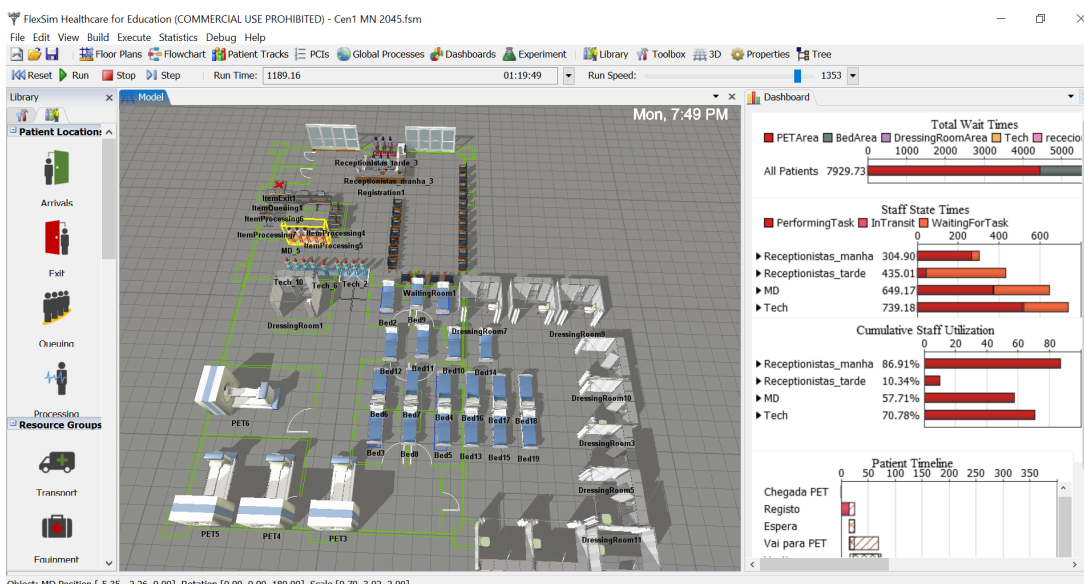 FlexSim Healthcare for Education (COMMERCIAL USE PROHIBITED) - Cen1 MN 2045.fsm
File Edit View Build Execute Statistics Debug Help
Floor Plans Flowchart Patient Tracks PCIs Global Processes Dashboards Experiment Library Toolbox 3D Properties Tree
Reset Run Stop Step Run Time: 1189.16 01:19:49 Run Speed: 1353
Library
Patient Locations
Arrivals
Exit
Queuing
Processing
Resource Groups
Transport
Equipment
Model
Mon, 7:49 PM
Receptionistas_tarde_3
Receptionistas_manha_3
Registration1
ItemExit1
ItemQueuing1
ItemProcessing6
ItemProcessing7 ItemProcessing4
ItemProcessing5
MD_5
Tech_10 Tech_6 Tech_2
WaitingRoom1
DressingRoom1
Bed2 Bed9
DressingRoom7 DressingRoom9
Bed12 Bed11 Bed10 Bed14
DressingRoom10
Bed6 Bed7 Bed4 Bed16 Bed17 Bed18
PET6
DressingRoom3
Bed3 Bed8 Bed5 Bed13 Bed15 Bed19
DressingRoom5
PET5 PET4 PET3
DressingRoom11
Dashboard
Total Wait Times
PETArea BedArea DressingRoomArea Tech rececio
0 1000 2000 3000 4000 5000
All Patients 7929.73
Staff State Times
PerformingTask InTransit WaitingForTask
0 200 400 600
Receptionistas_manha 304.90
Receptionistas_tarde 435.01
MD 649.17
Tech 739.18
Cumulative Staff Utilization
0 20 40 60 80
Receptionistas_manha 86.91%
Receptionistas_tarde 10.34%
MD 57.71%
Tech 70.78%
Patient Timeline
0 50 100 150 200 250 300 350
Chegada PET
Registo
Espera
Vai para PET